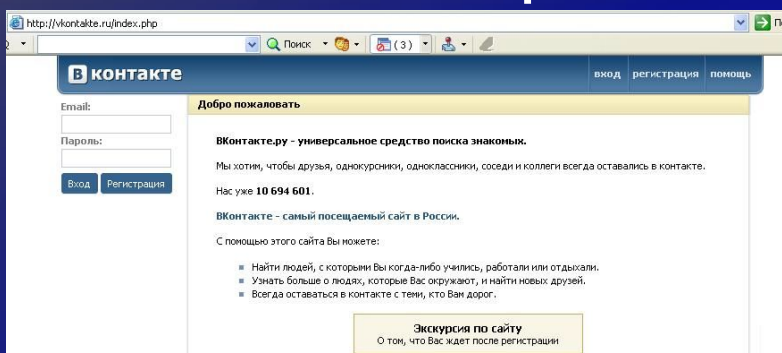 http://vkontakte.ru/index.php
Поиск (3)
В контакте
вход регистрация помощь
Email:
Пароль:
Вход Регистрация
Добро пожаловать
ВКонтакте.ру - универсальное средство поиска знакомых.
Мы хотим, чтобы друзья, однокурсники, одноклассники, соседи и коллеги всегда оставались в контакте.
Нас уже 10 694 601.
ВКонтакте - самый посещаемый сайт в России.
С помощью этого сайта Вы можете:
Найти людей, с которыми Вы когда-либо учились, работали или отдыхали.
Узнать больше о людях, которые Вас окружают, и найти новых друзей.
Всегда оставаться в контакте с теми, кто Вам дорог.
Экскурсия по сайту
О том, что Вас ждет после регистрации